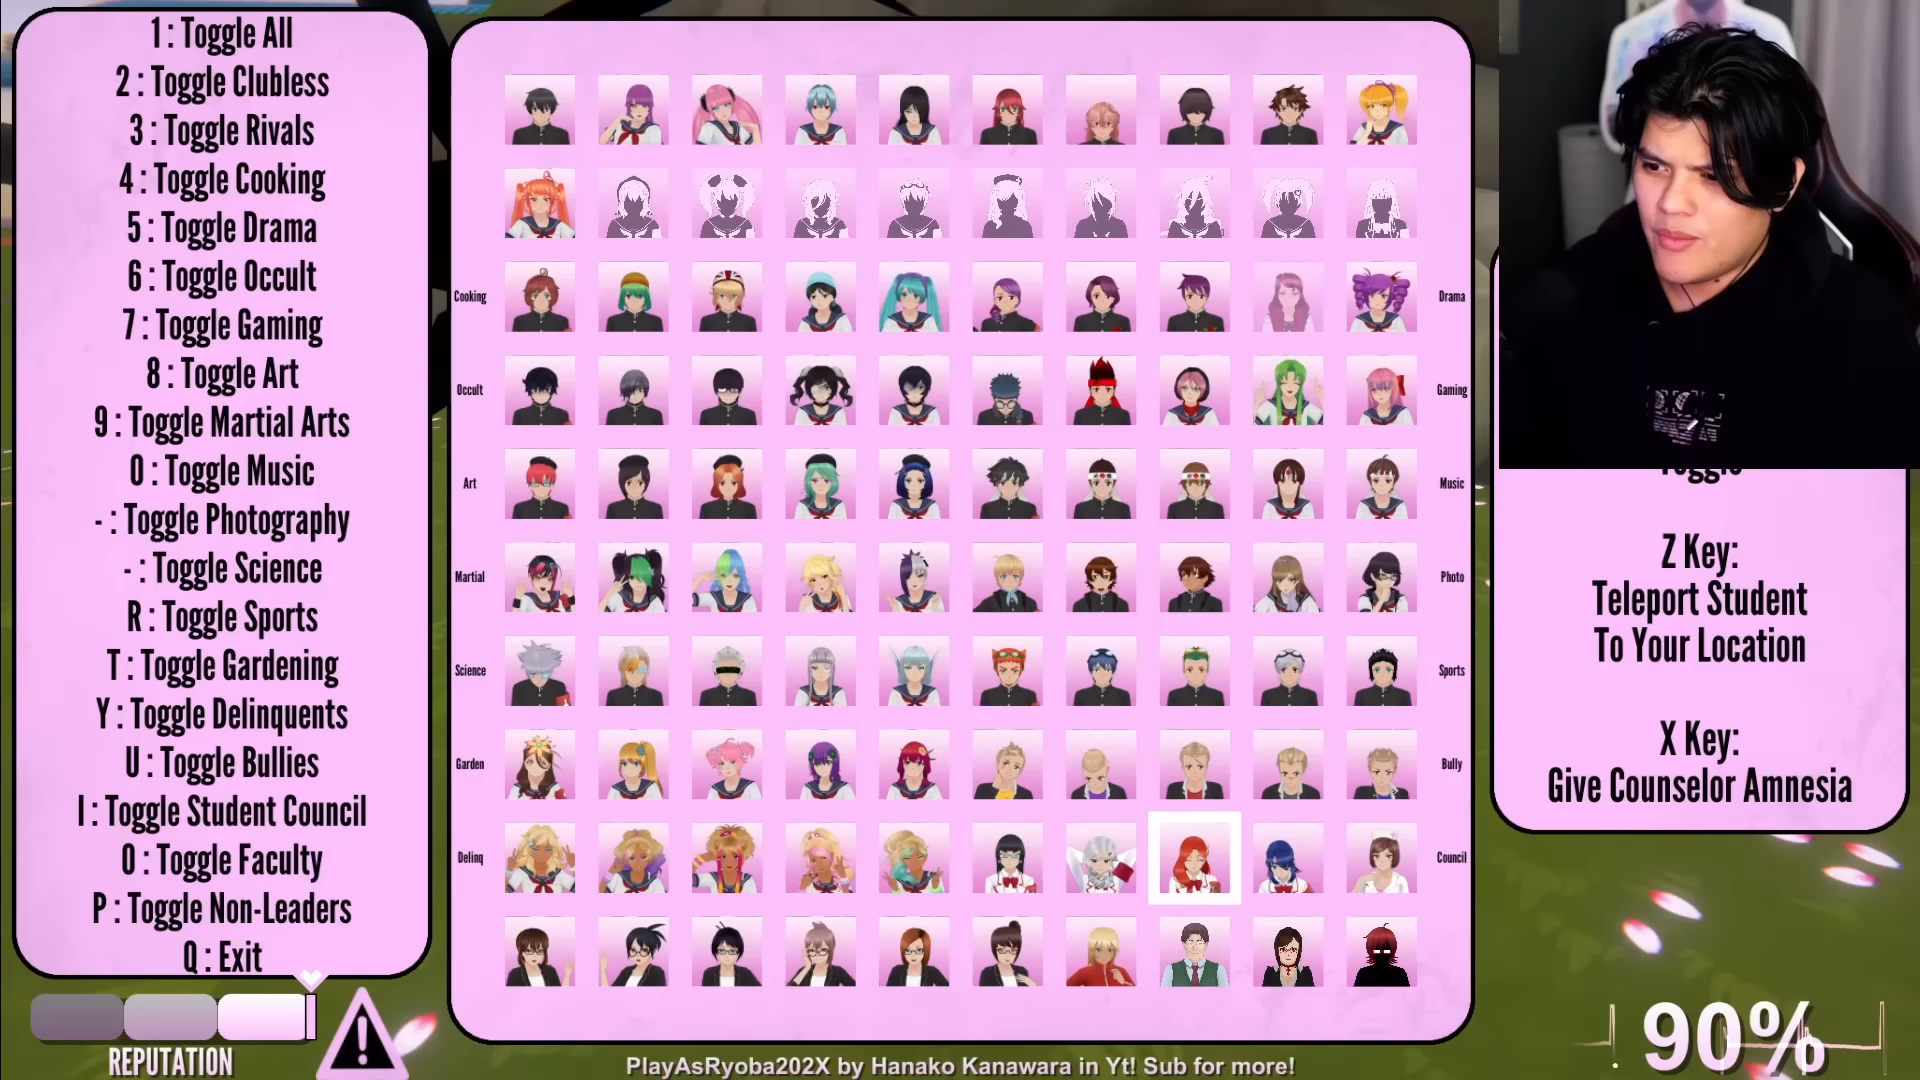 1 : Toggle All
2 : Toggle Clubless
3 : Toggle Rivals
4 : Toggle Cooking
5 : Toggle Drama
6 : Toggle Occult
7 : Toggle Gaming
8 : Toggle Art
9 : Toggle Martial Arts
0 : Toggle Music
- : Toggle Photography
- : Toggle Science
R : Toggle Sports
T : Toggle Gardening
Y : Toggle Delinquents
U : Toggle Bullies
I : Toggle Student Council
O : Toggle Faculty
P : Toggle Non-Leaders
Q : Exit
REPUTATION
Cooking
Drama
Occult
Gaming
Art
Music
Martial
Photo
Science
Sports
Garden
Bully
Delinq
Council
Toggle
Z Key:
Teleport Student
To Your Location
X Key:
Give Counselor Amnesia
90%
PlayAsRyoba202X by Hanako Kanawara in Yt! Sub for more!